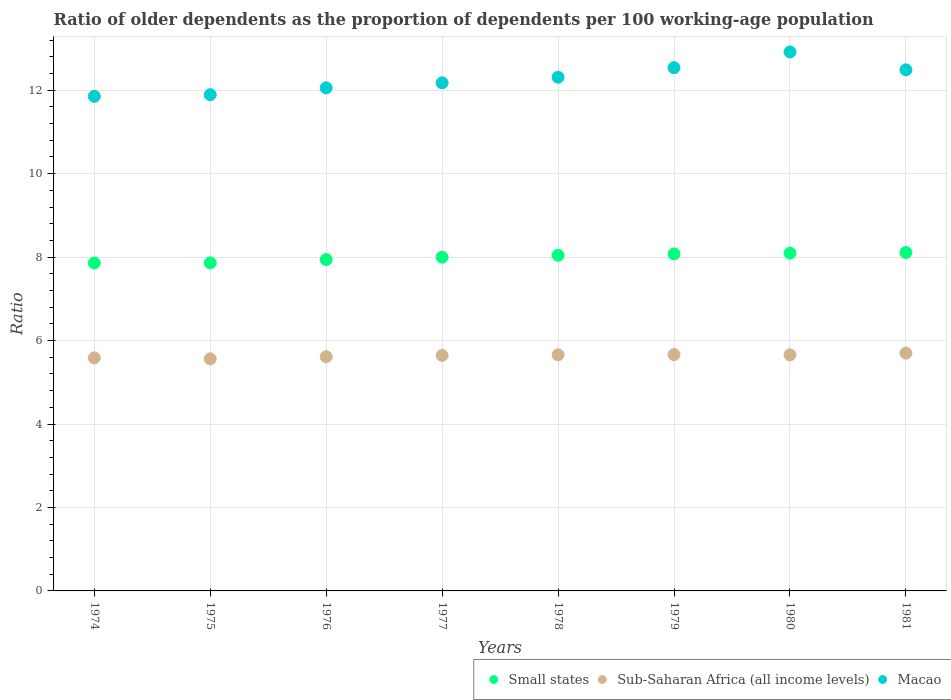 Ratio of older dependents as the proportion of dependents per 100 working-age population
Ratio
12
10
8
6
4
2
0
1974
1975
1976
1977
1978
1979
1980
1981
Years
Small states
Sub-Saharan Africa (all income levels)
Macao